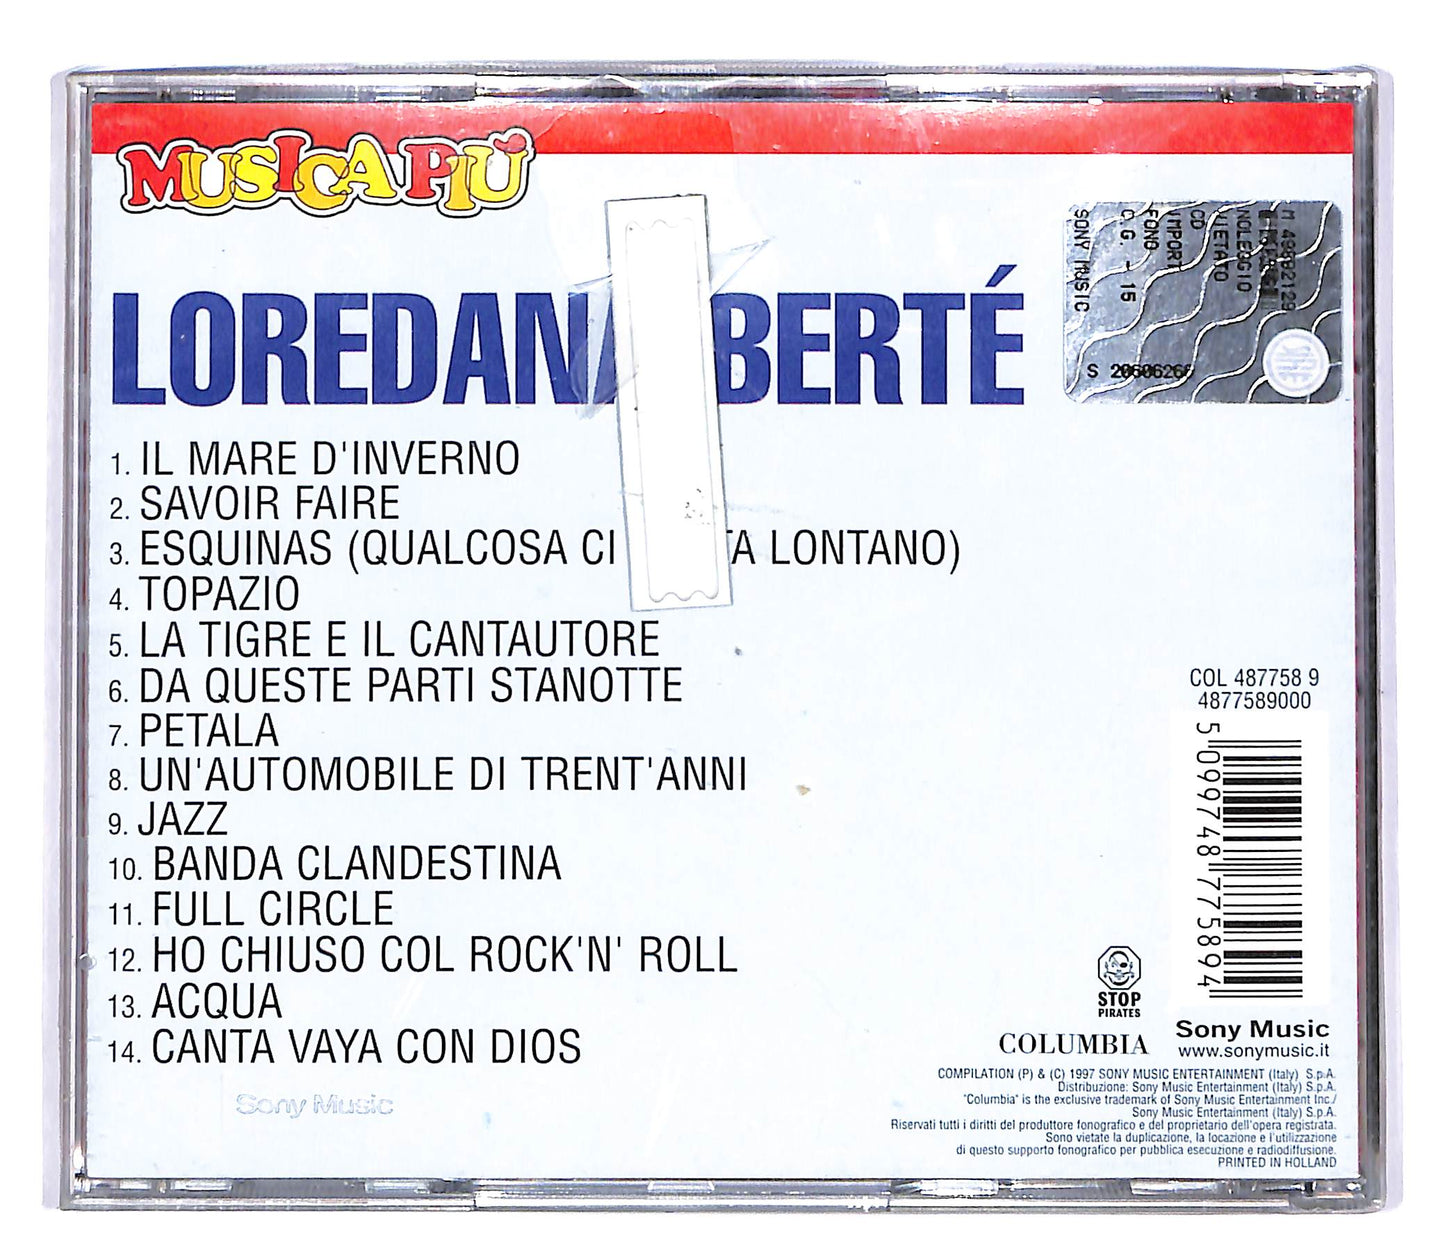 MUSICA PIÙ
LOREDANA BERTÉ
1. IL MARE D'INVERNO
2. SAVOIR FAIRE
3. ESQUINAS (QUALCOSA CI LONTANO)
4. TOPAZIO
5. LA TIGRE E IL CANTAUTORE
6. DA QUESTE PARTI STANOTTE
7. PETALA
8. UN'AUTOMOBILE DI TRENT'ANNI
9. JAZZ
10. BANDA CLANDESTINA
11. FULL CIRCLE
12. HO CHIUSO COL ROCK'N' ROLL
13. ACQUA
14. CANTA VAYA CON DIOS
Sony Music
NOLEGGIO
VIETATO
CD
IMPORT
FONO
C.G. -15
SONY MUSIC
S 20606266
SIAE
COL 487758 9
4877589000
5 099748 775894
STOP
PIRATES
COLUMBIA
Sony Music
www.sonymusic.it
COMPILATION (P) & (C) 1997 SONY MUSIC ENTERTAINMENT (Italy) S.p.A.
Distribuzione: Sony Music Entertainment (Italy) S.p.A.
"Columbia" is the exclusive trademark of Sony Music Entertainment Inc./
Sony Music Entertainment (Italy) S.p.A.
Riservati tutti i diritti del produttore fonografico e del proprietario dell'opera registrata.
Sono vietate la duplicazione, la locazione e l'utilizzazione
di questo supporto fonografico per pubblica esecuzione e radiodiffusione.
PRINTED IN HOLLAND